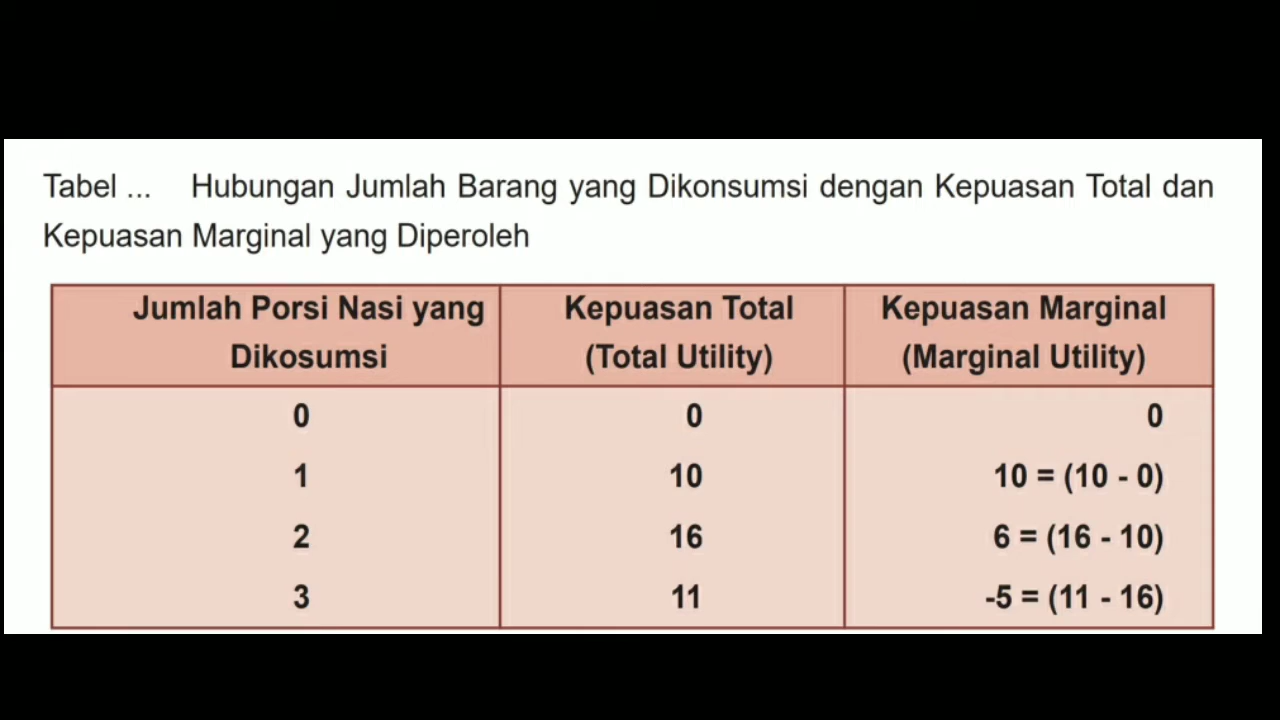 Tabel ... Hubungan Jumlah Barang yang Dikonsumsi dengan Kepuasan Total dan
Kepuasan Marginal yang Diperoleh
Jumlah Porsi Nasi yang Dikosumsi Kepuasan Total (Total Utility) Kepuasan Marginal (Marginal Utility)
0 0 0
1 10 10 = (10 - 0)
2 16 6 = (16 - 10)
3 11 -5 = (11 - 16)